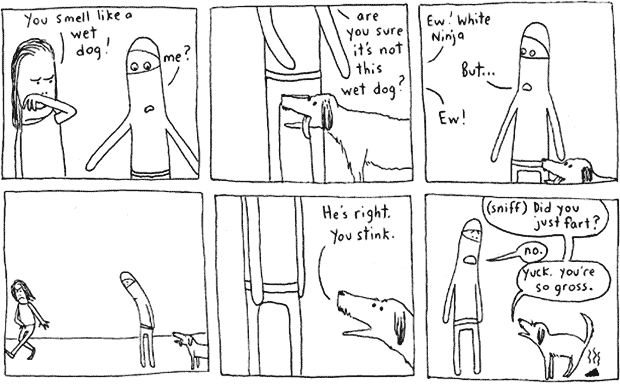 You smell like a
wet
dog!
me?
are
you sure
it's not
this
wet dog?
Ew! White
Ninja
But...
Ew!
He's right.
You stink.
(sniff) Did you
just fart?
no.
Yuck. you're
so gross.